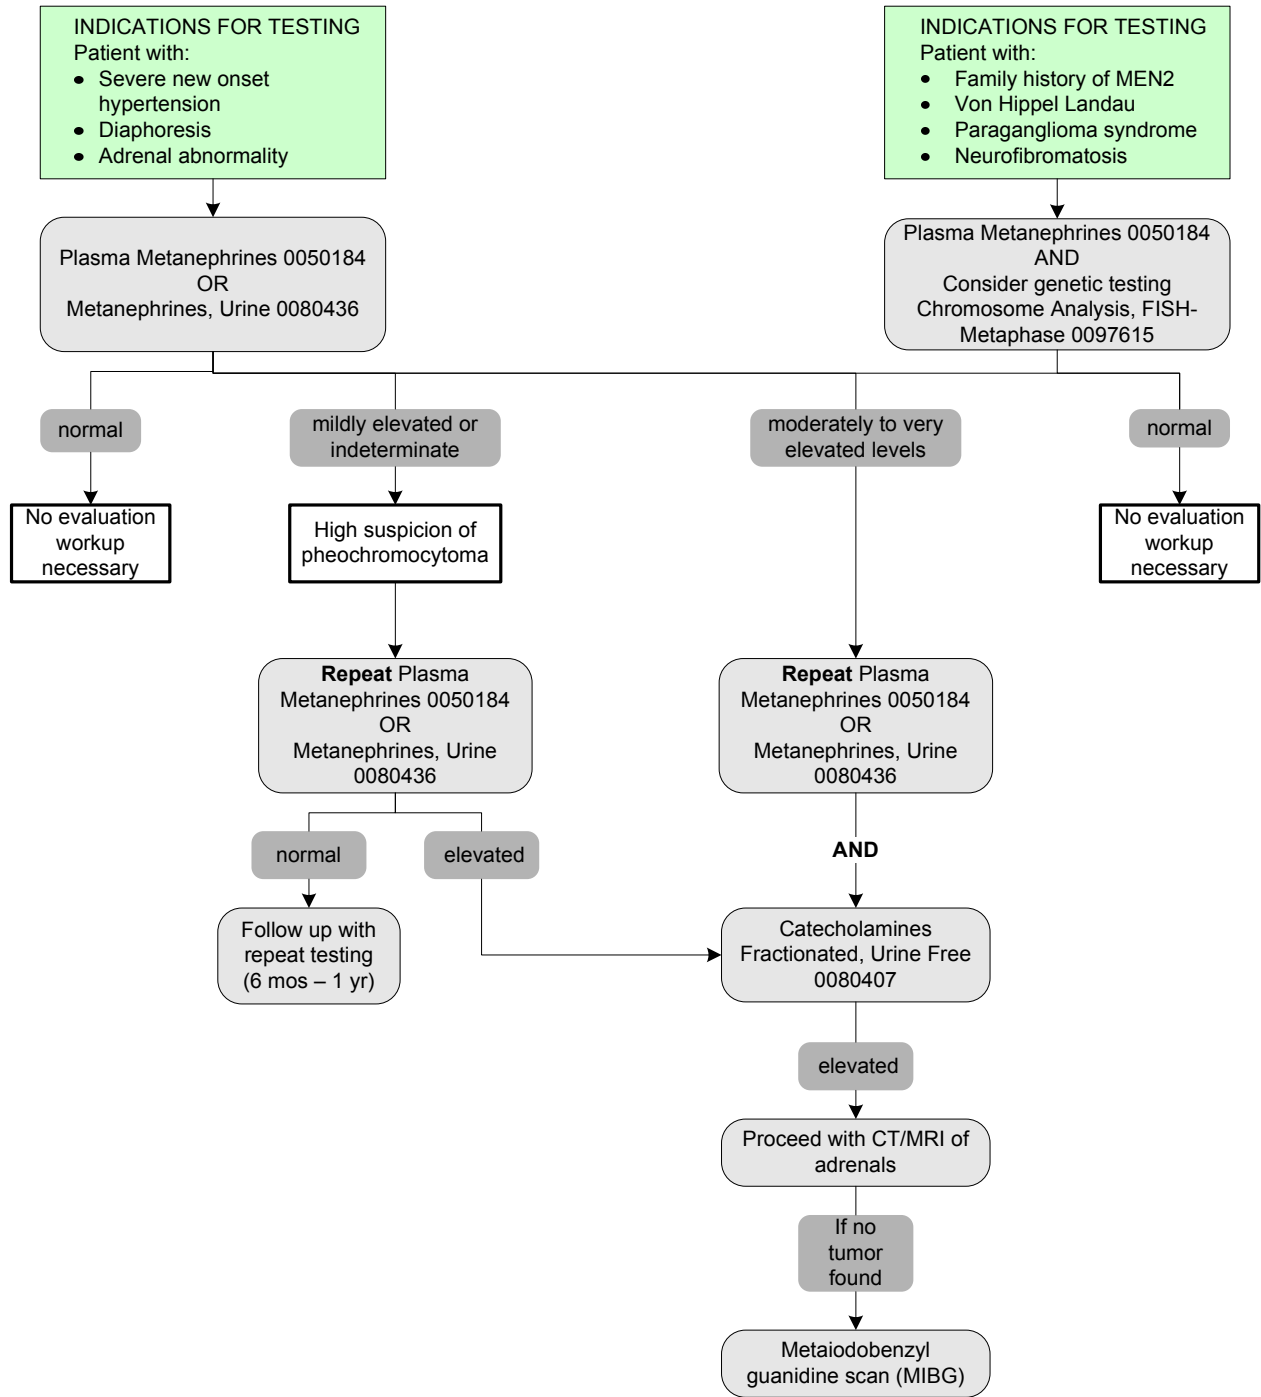 INDICATIONS FOR TESTING
Patient with:
• Severe new onset
hypertension
• Diaphoresis
• Adrenal abnormality
INDICATIONS FOR TESTING
Patient with:
• Family history of MEN2
• Von Hippel Landau
• Paraganglioma syndrome
• Neurofibromatosis
Plasma Metanephrines 0050184
OR
Metanephrines, Urine 0080436
Plasma Metanephrines 0050184
AND
Consider genetic testing
Chromosome Analysis, FISH-
Metaphase 0097615
normal
mildly elevated or
indeterminate
moderately to very
elevated levels
normal
No evaluation
workup
necessary
High suspicion of
pheochromocytoma
No evaluation
workup
necessary
Repeat Plasma
Metanephrines 0050184
OR
Metanephrines, Urine
0080436
Repeat Plasma
Metanephrines 0050184
OR
Metanephrines, Urine
0080436
normal
elevated
AND
Follow up with
repeat testing
(6 mos – 1 yr)
Catecholamines
Fractionated, Urine Free
0080407
elevated
Proceed with CT/MRI of
adrenals
If no
tumor
found
Metaiodobenzyl
guanidine scan (MIBG)